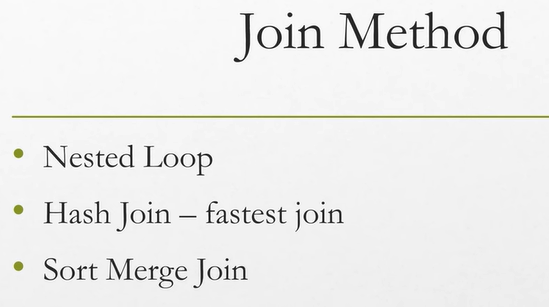 Join Method
• Nested Loop
• Hash Join – fastest join
• Sort Merge Join